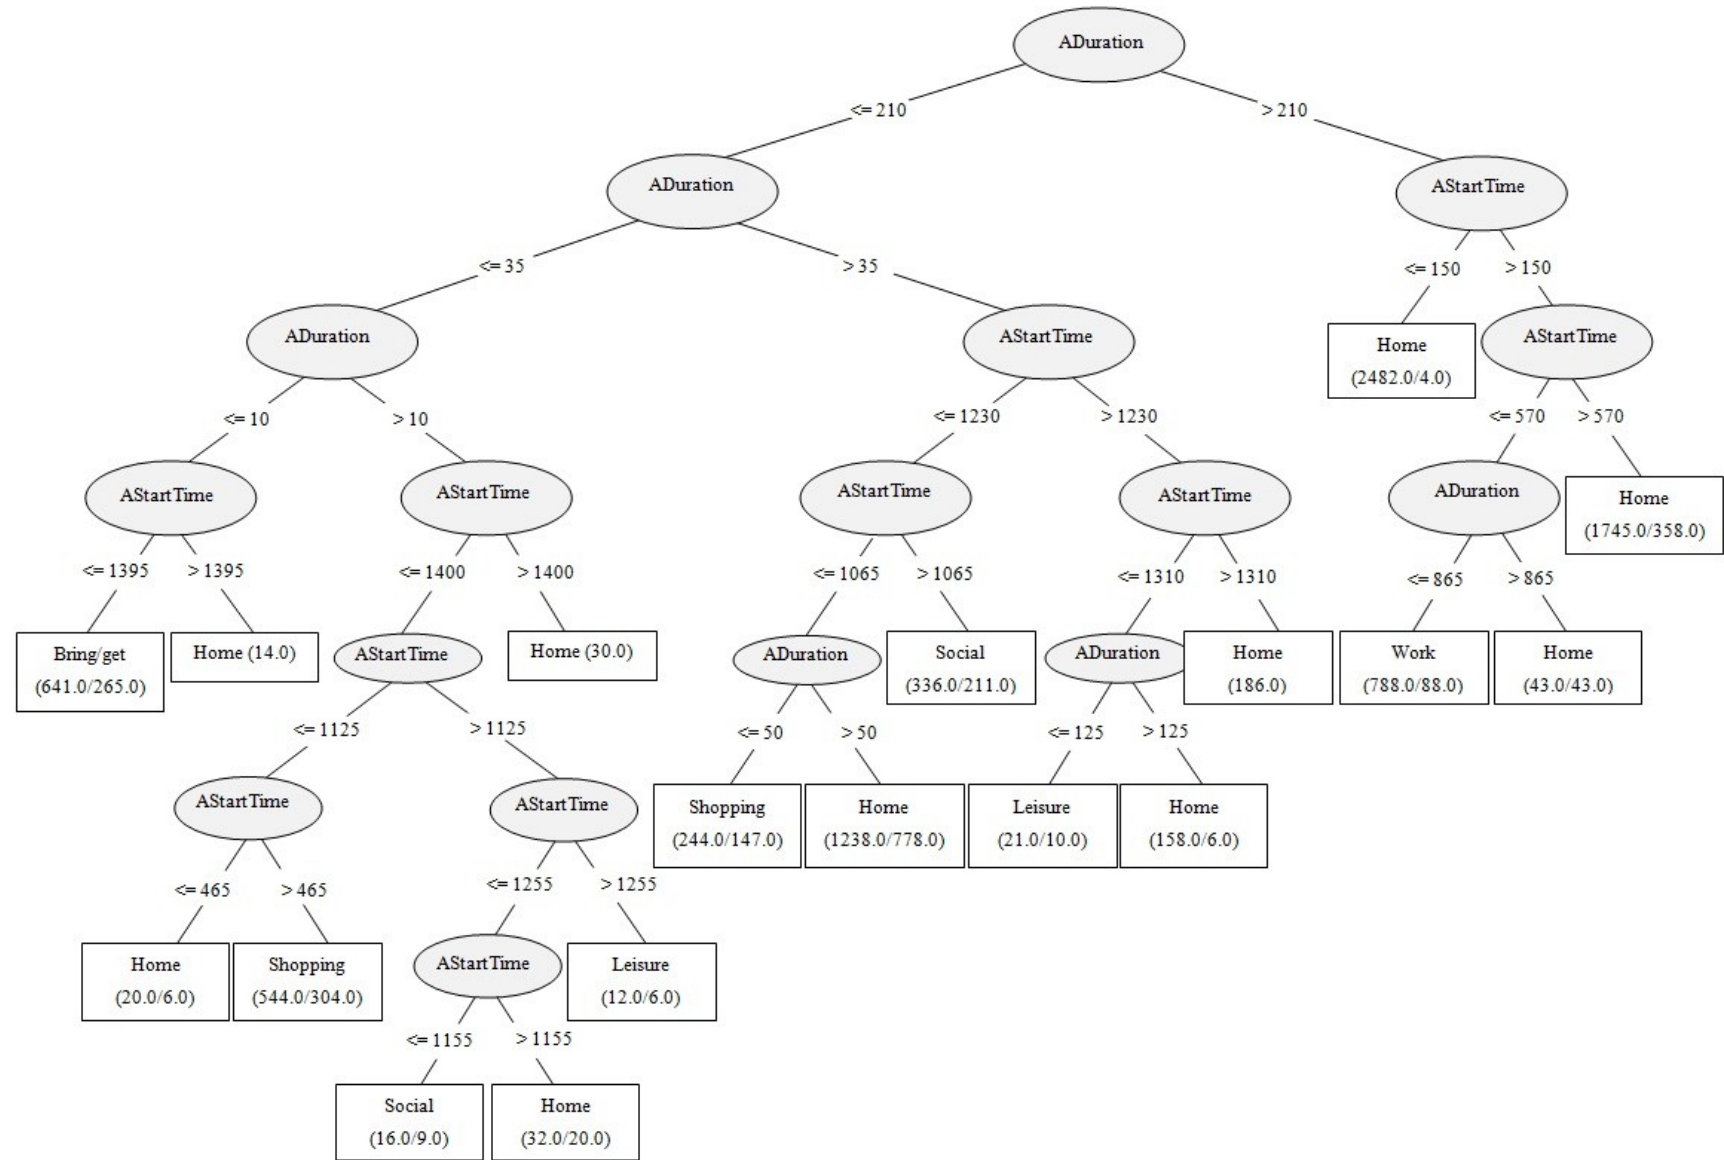 ADuration
<= 210
> 210
ADuration
AStartTime
<= 35
> 35
<= 150
> 150
ADuration
AStartTime
Home
(2482.0/4.0)
AStartTime
<= 10
> 10
<= 1230
> 1230
<= 570
> 570
AStartTime
AStartTime
AStartTime
AStartTime
ADuration
Home
(1745.0/358.0)
<= 1395
> 1395
<= 1400
> 1400
<= 1065
> 1065
<= 1310
> 1310
<= 865
> 865
Bring/get
(641.0/265.0)
Home (14.0)
AStartTime
Home (30.0)
ADuration
Social
(336.0/211.0)
ADuration
Home
(186.0)
Work
(788.0/88.0)
Home
(43.0/43.0)
<= 1125
> 1125
<= 50
> 50
<= 125
> 125
AStartTime
AStartTime
Shopping
(244.0/147.0)
Home
(1238.0/778.0)
Leisure
(21.0/10.0)
Home
(158.0/6.0)
<= 465
> 465
<= 1255
> 1255
Home
(20.0/6.0)
Shopping
(544.0/304.0)
AStartTime
Leisure
(12.0/6.0)
<= 1155
> 1155
Social
(16.0/9.0)
Home
(32.0/20.0)